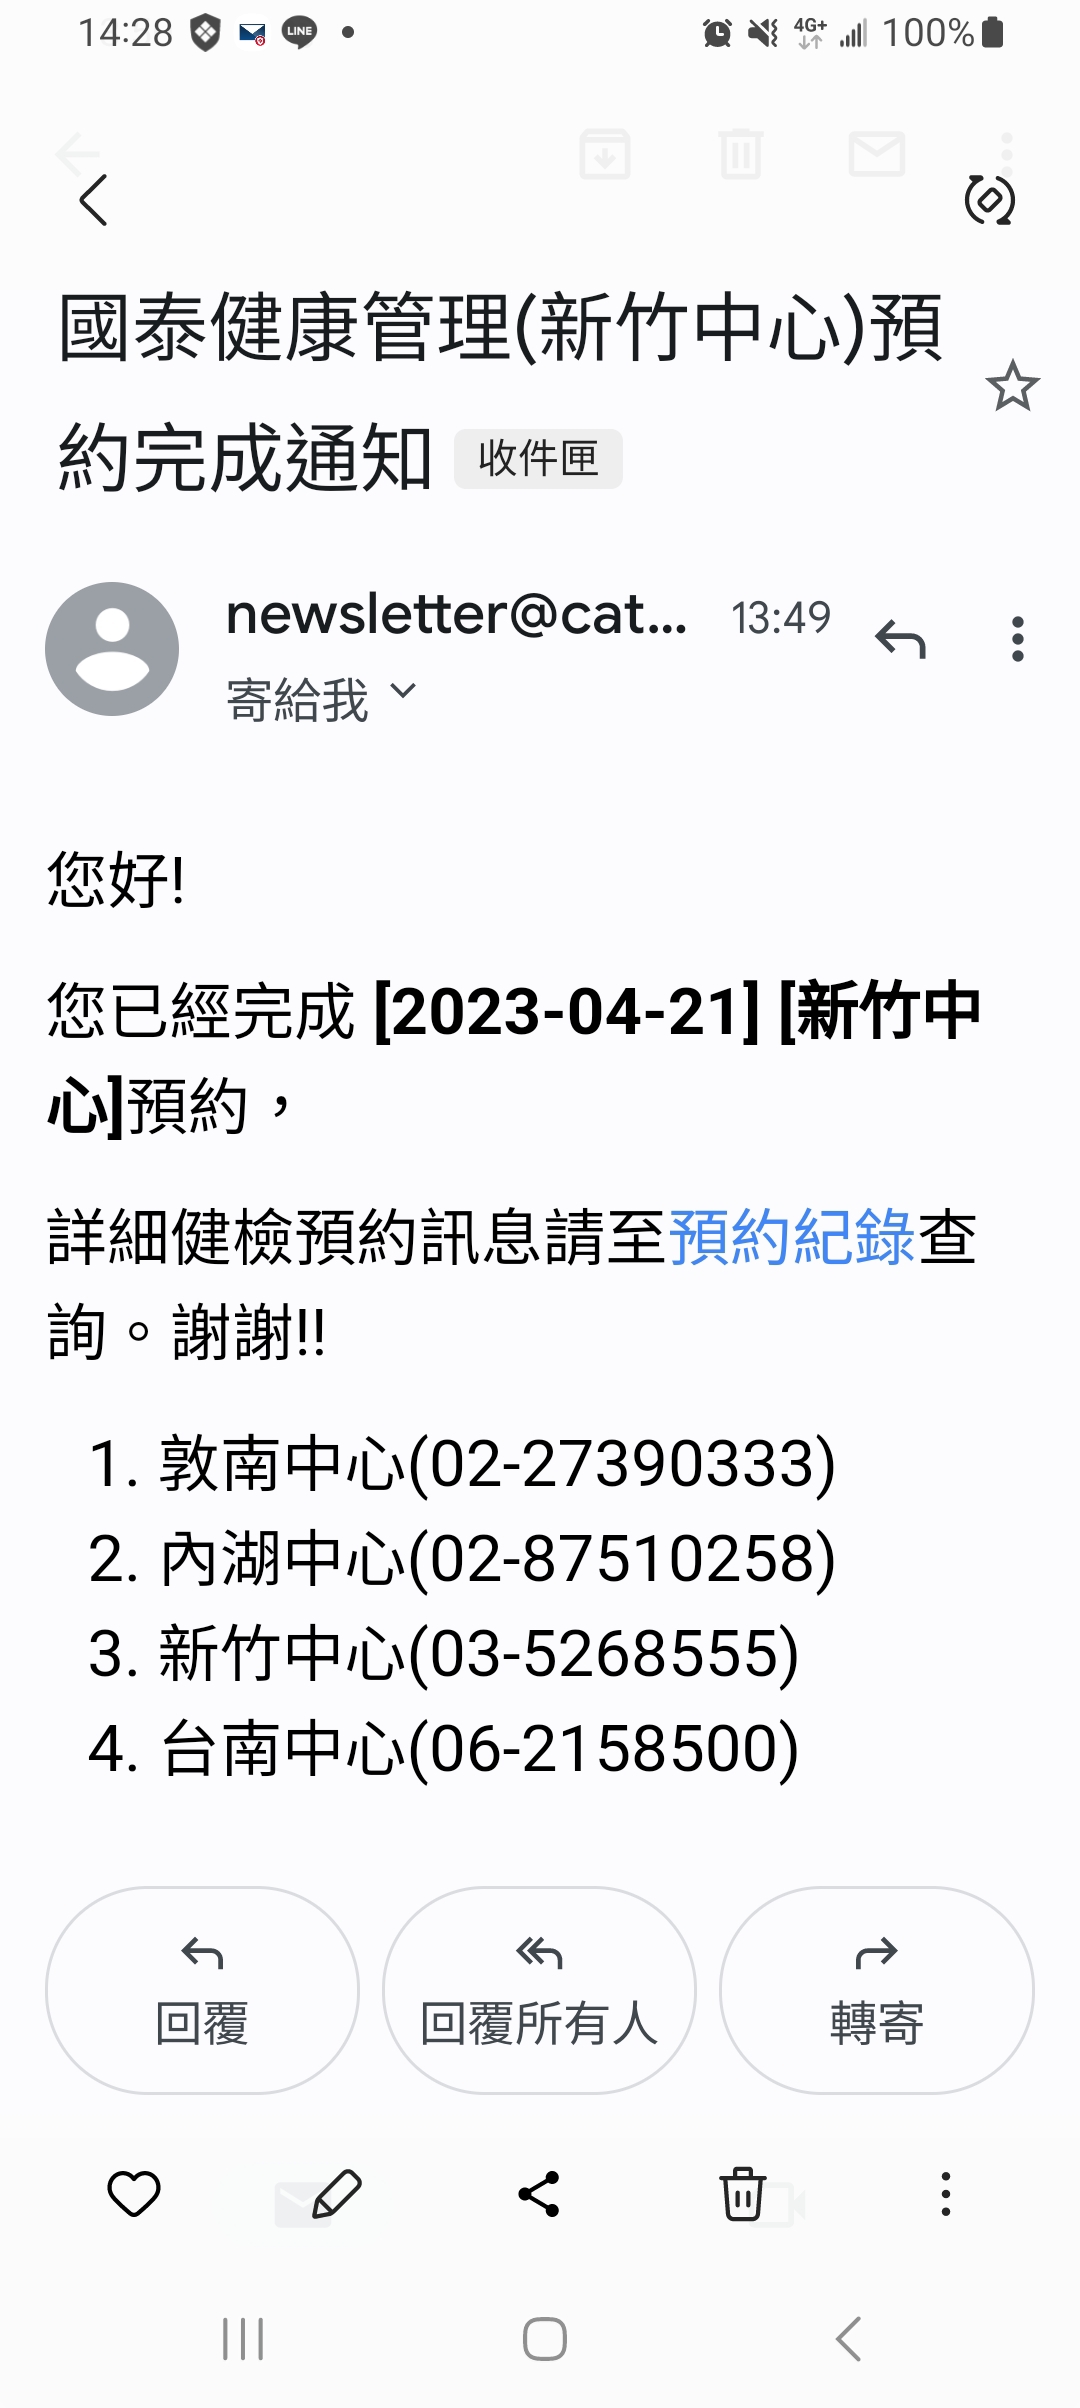 14:28
LINE
4G+
100%
國泰健康管理(新竹中心)預
約完成通知 收件匣
newsletter@cat... 13:49
寄給我
您好!
您已經完成 [2023-04-21] [新竹中
心]預約，
詳細健檢預約訊息請至預約紀錄查
詢。謝謝!!
1. 敦南中心(02-27390333)
2. 內湖中心(02-87510258)
3. 新竹中心(03-5268555)
4. 台南中心(06-2158500)
回覆
回覆所有人
轉寄